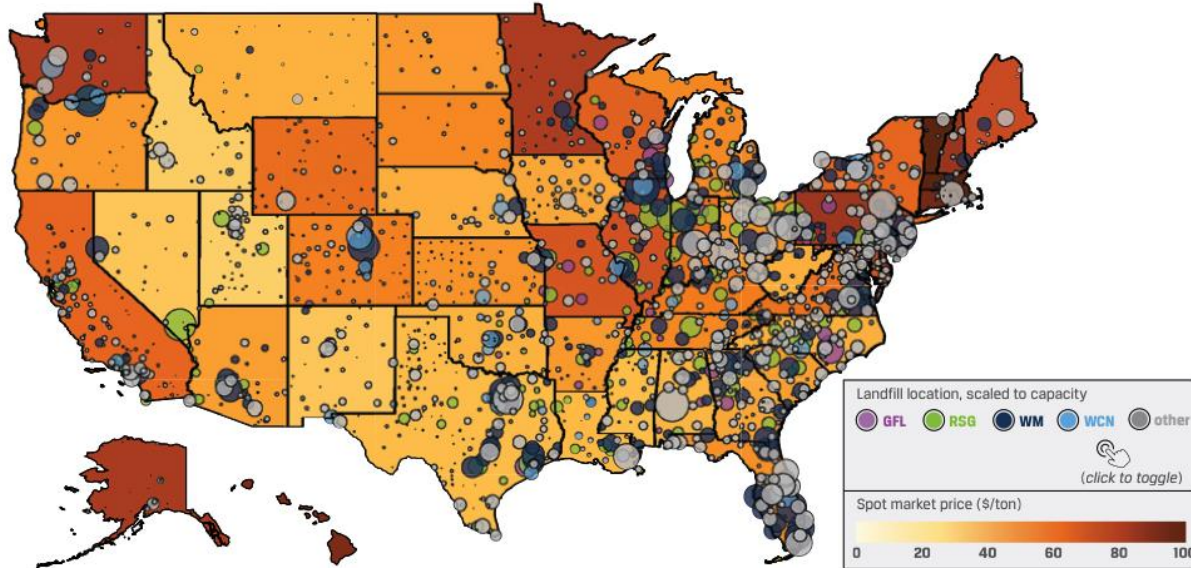 Landfill location, scaled to capacity
GFL RSG WM WCN other
(click to toggle)
Spot market price ($/ton)
0 20 40 60 80 100